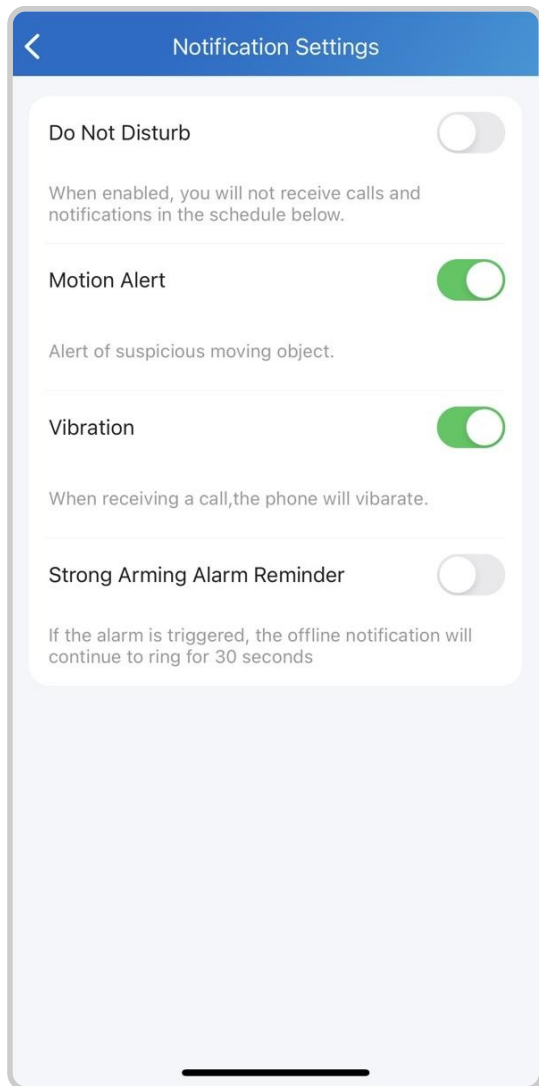 Notification Settings
Do Not Disturb
When enabled, you will not receive calls and
notifications in the schedule below.
Motion Alert
Alert of suspicious moving object.
Vibration
When receiving a call,the phone will vibarate.
Strong Arming Alarm Reminder
If the alarm is triggered, the offline notification will
continue to ring for 30 seconds